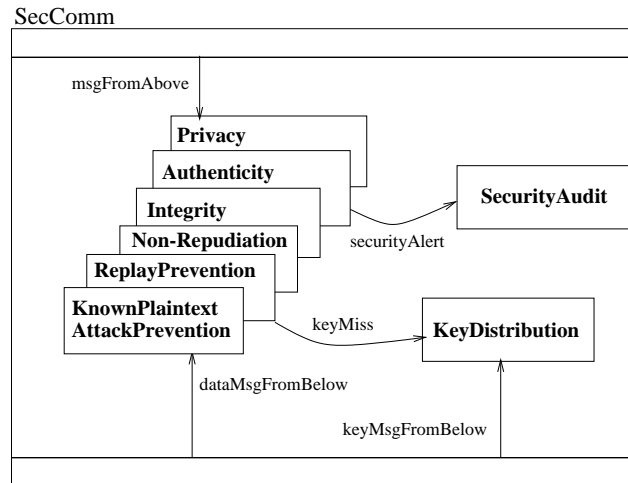 SecComm
msgFromAbove
Privacy
Authenticity
Integrity
Non-Repudiation
ReplayPrevention
KnownPlaintext
AttackPrevention
SecurityAudit
securityAlert
keyMiss
KeyDistribution
dataMsgFromBelow
keyMsgFromBelow